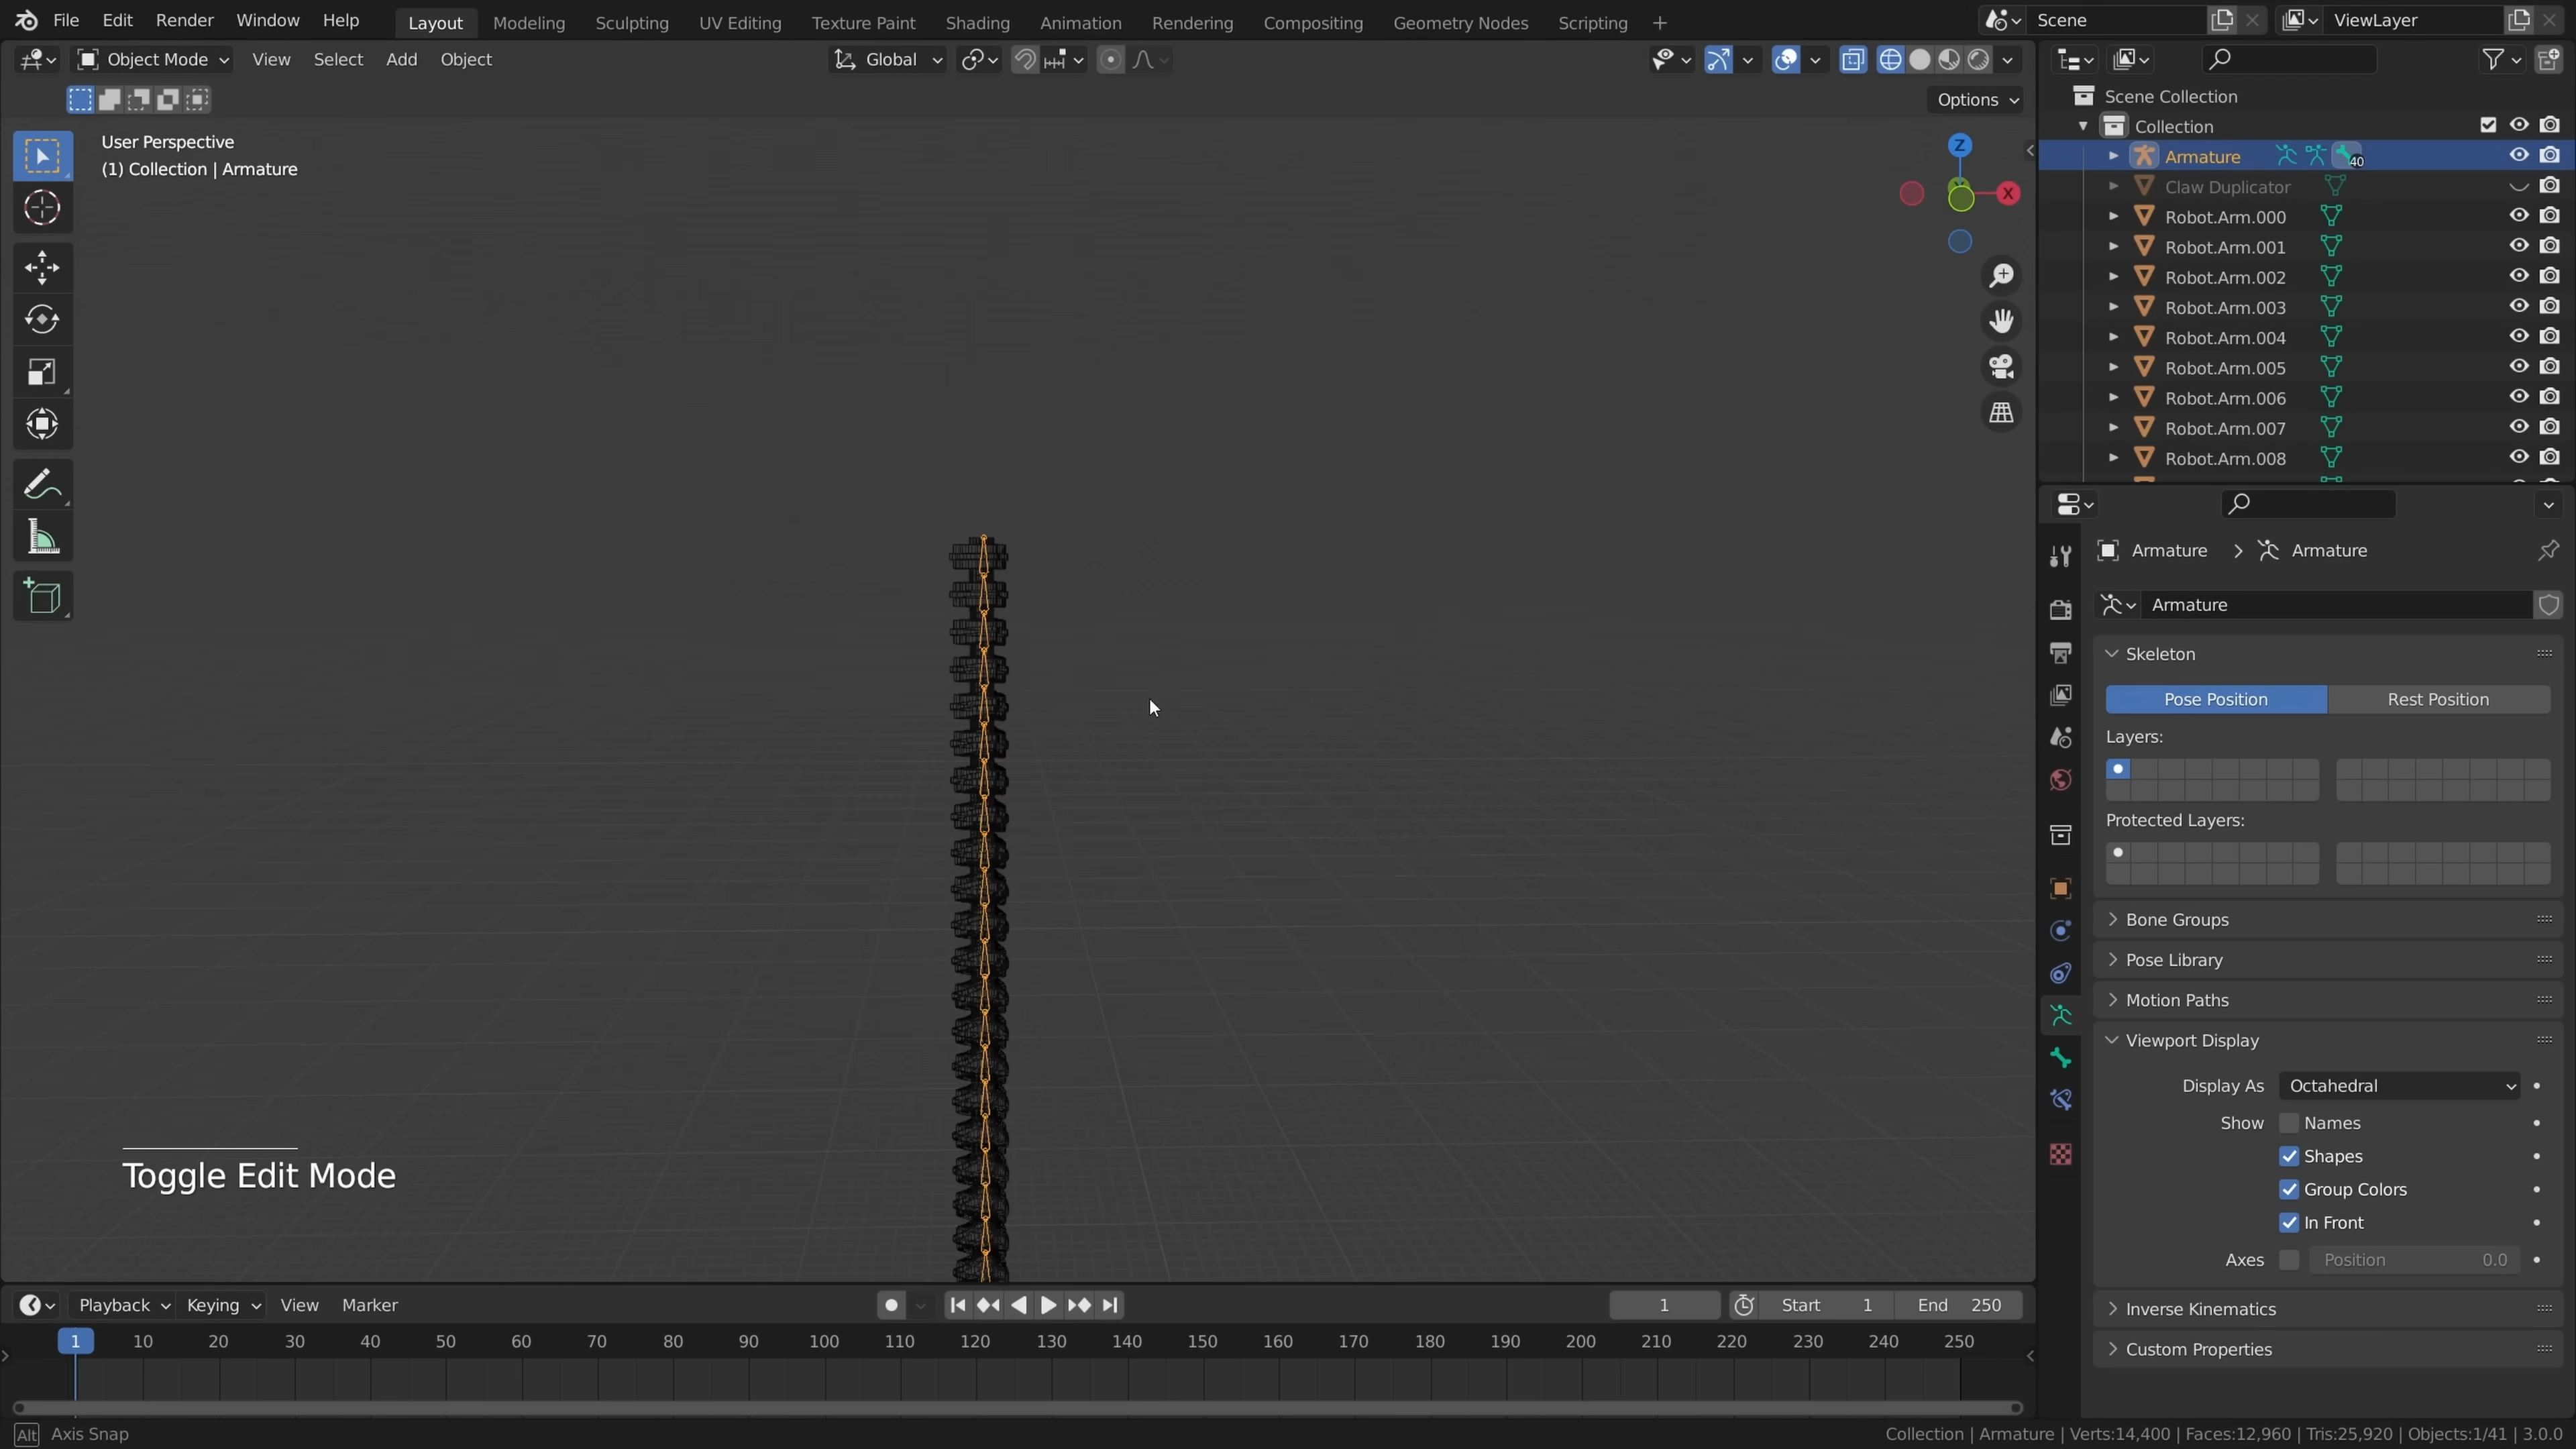 File Edit Render Window Help Layout Modeling Sculpting UV Editing Texture Paint Shading Animation Rendering Compositing Geometry Nodes Scripting + Scene ViewLayer
Object Mode View Select Add Object Global
Options
User Perspective
(1) Collection | Armature
Z
X
Toggle Edit Mode
Scene Collection
Collection
Armature 40
Claw Duplicator
Robot.Arm.000
Robot.Arm.001
Robot.Arm.002
Robot.Arm.003
Robot.Arm.004
Robot.Arm.005
Robot.Arm.006
Robot.Arm.007
Robot.Arm.008
Armature > Armature
Armature
Skeleton
Pose Position Rest Position
Layers:
Protected Layers:
Bone Groups
Pose Library
Motion Paths
Viewport Display
Display As Octahedral
Show Names
Shapes
Group Colors
In Front
Axes Position 0.0
Inverse Kinematics
Custom Properties
Playback Keying View Marker 1 Start 1 End 250
1 10 20 30 40 50 60 70 80 90 100 110 120 130 140 150 160 170 180 190 200 210 220 230 240 250
Alt Axis Snap
Collection | Armature | Verts:14,400 | Faces:12,960 | Tris:25,920 | Objects:1/41 | 3.0.0